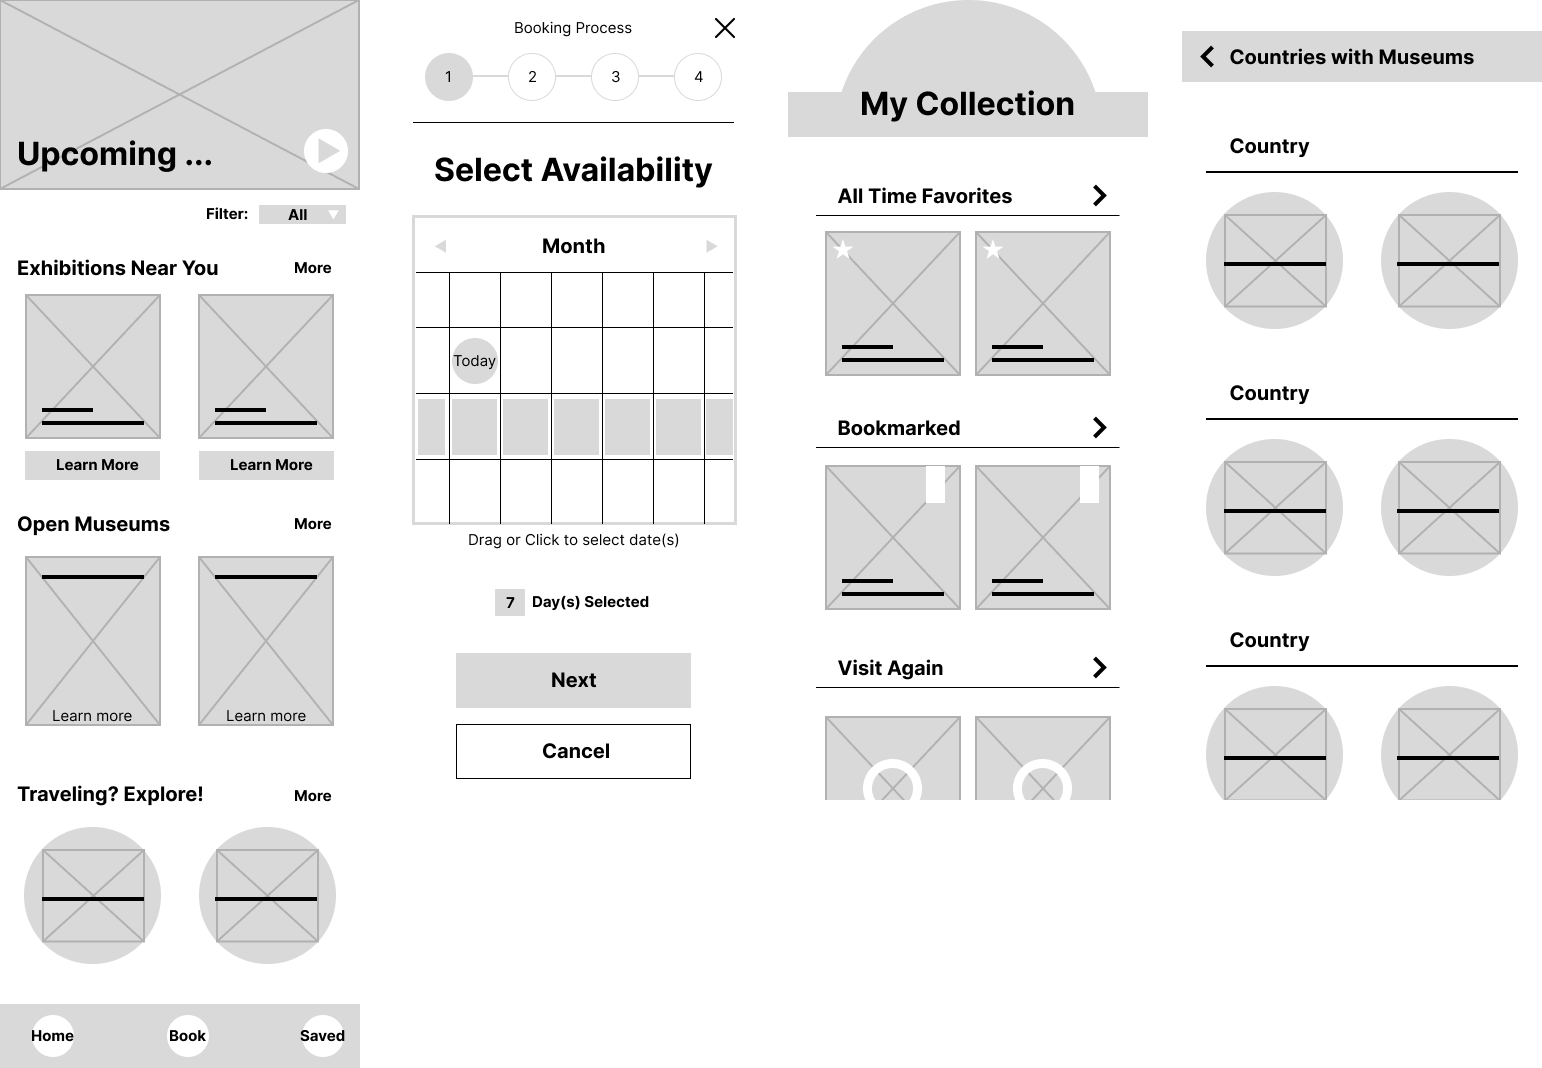 Upcoming ...
Filter: All
Exhibitions Near You More
Learn More Learn More
Open Museums More
Learn more Learn more
Traveling? Explore! More
Home Book Saved
Booking Process
1 2 3 4
Select Availability
Month
Today
Drag or Click to select date(s)
7 Day(s) Selected
Next
Cancel
My Collection
All Time Favorites
Bookmarked
Visit Again
Countries with Museums
Country
Country
Country